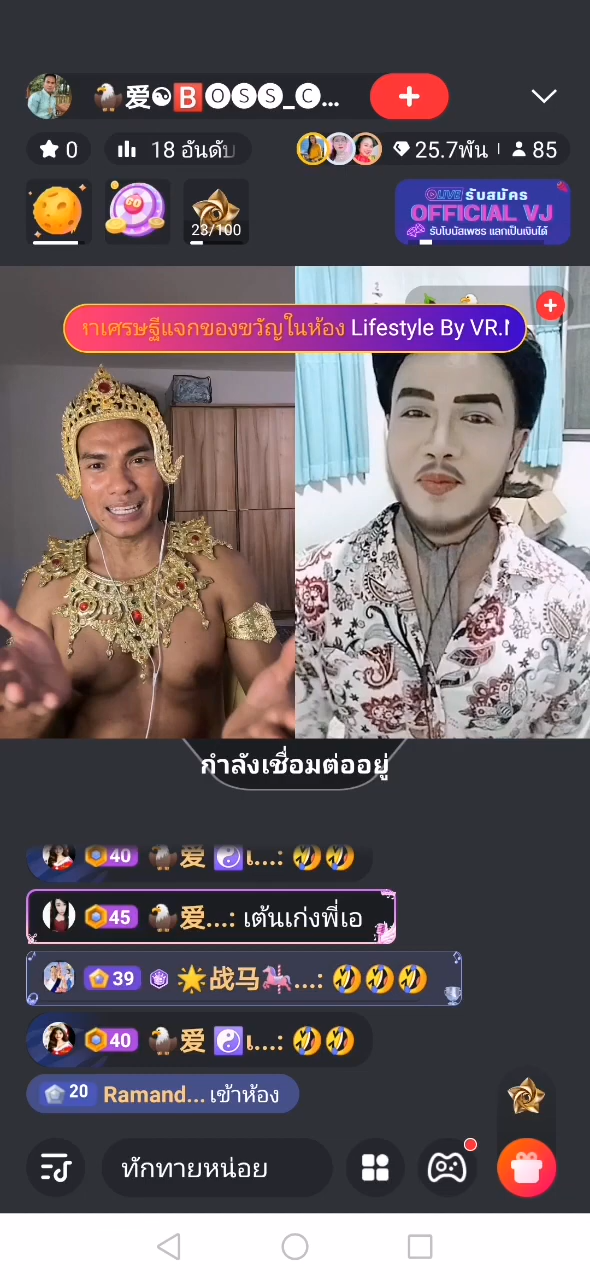 🦅爱☯🅱🅞🅢🅢_🅒...
0
18 อันดับ
25.7พัน
85
60
23/100
LIVE รับสมัคร
OFFICIAL VJ
รับโบนัสเพชร แลกเป็นเงินได้
หาเศรษฐีแจกของขวัญในห้อง Lifestyle By VR.
กำลังเชื่อมต่ออยู่
40 🦅爱 ☯️เ...: 🤣🤣
45 🦅爱...: เต้นเก่งพี่เอ
39 🌟战马🎠...: 🤣🤣🤣
40 🦅爱 ☯️เ...: 🤣🤣
20 Ramand... เข้าห้อง
ทักทายหน่อย